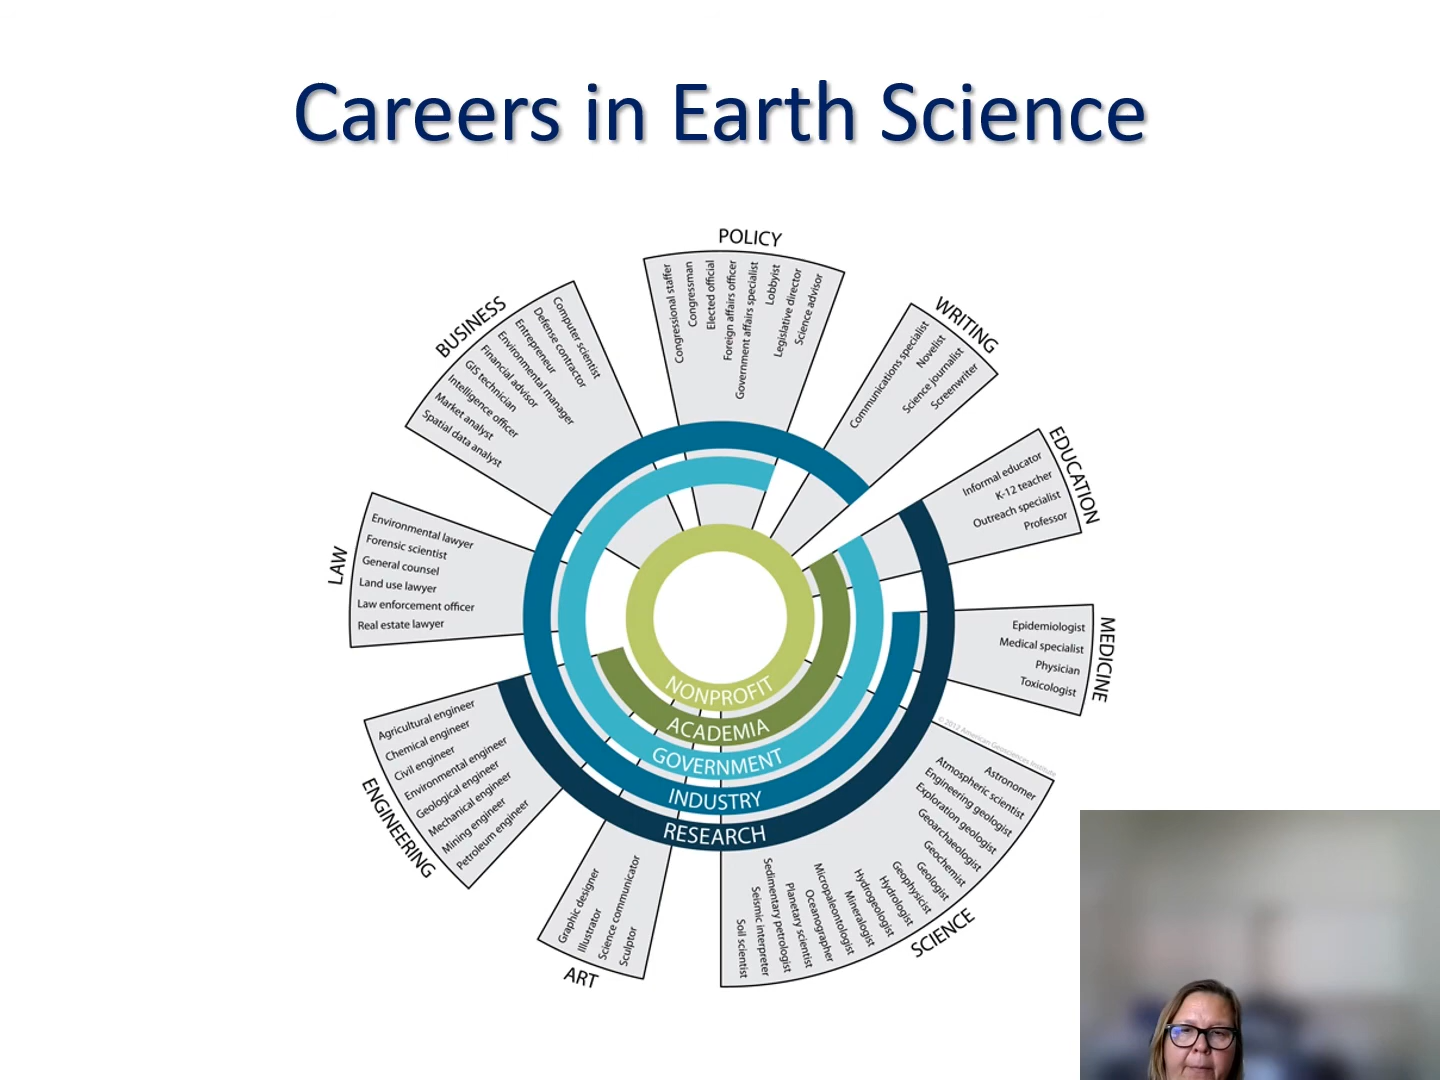 Careers in Earth Science
POLICY
Congressional staffer
Congressman
Elected official
Foreign affairs officer
Government affairs specialist
Lobbyist
Legislative director
Science advisor
WRITING
Communications specialist
Novelist
Science journalist
Screenwriter
EDUCATION
Informal educator
K-12 teacher
Outreach specialist
Professor
MEDICINE
Epidemiologist
Medical specialist
Physician
Toxicologist
© 2012 American Geosciences Institute
SCIENCE
Astronomer
Atmospheric scientist
Engineering geologist
Exploration geologist
Geoarchaeologist
Geochemist
Geologist
Geophysicist
Hydrologist
Hydrogeologist
Mineralogist
Micropaleontologist
Oceanographer
Planetary scientist
Sedimentary petrologist
Seismic interpreter
Soil scientist
ART
Graphic designer
Illustrator
Science communicator
Sculptor
ENGINEERING
Agricultural engineer
Chemical engineer
Civil engineer
Environmental engineer
Geological engineer
Mechanical engineer
Mining engineer
Petroleum engineer
LAW
Environmental lawyer
Forensic scientist
General counsel
Land use lawyer
Law enforcement officer
Real estate lawyer
BUSINESS
Computer scientist
Defense contractor
Entrepreneur
Environmental manager
Financial advisor
GIS technician
Intelligence officer
Market analyst
Spatial data analyst
NONPROFIT
ACADEMIA
GOVERNMENT
INDUSTRY
RESEARCH